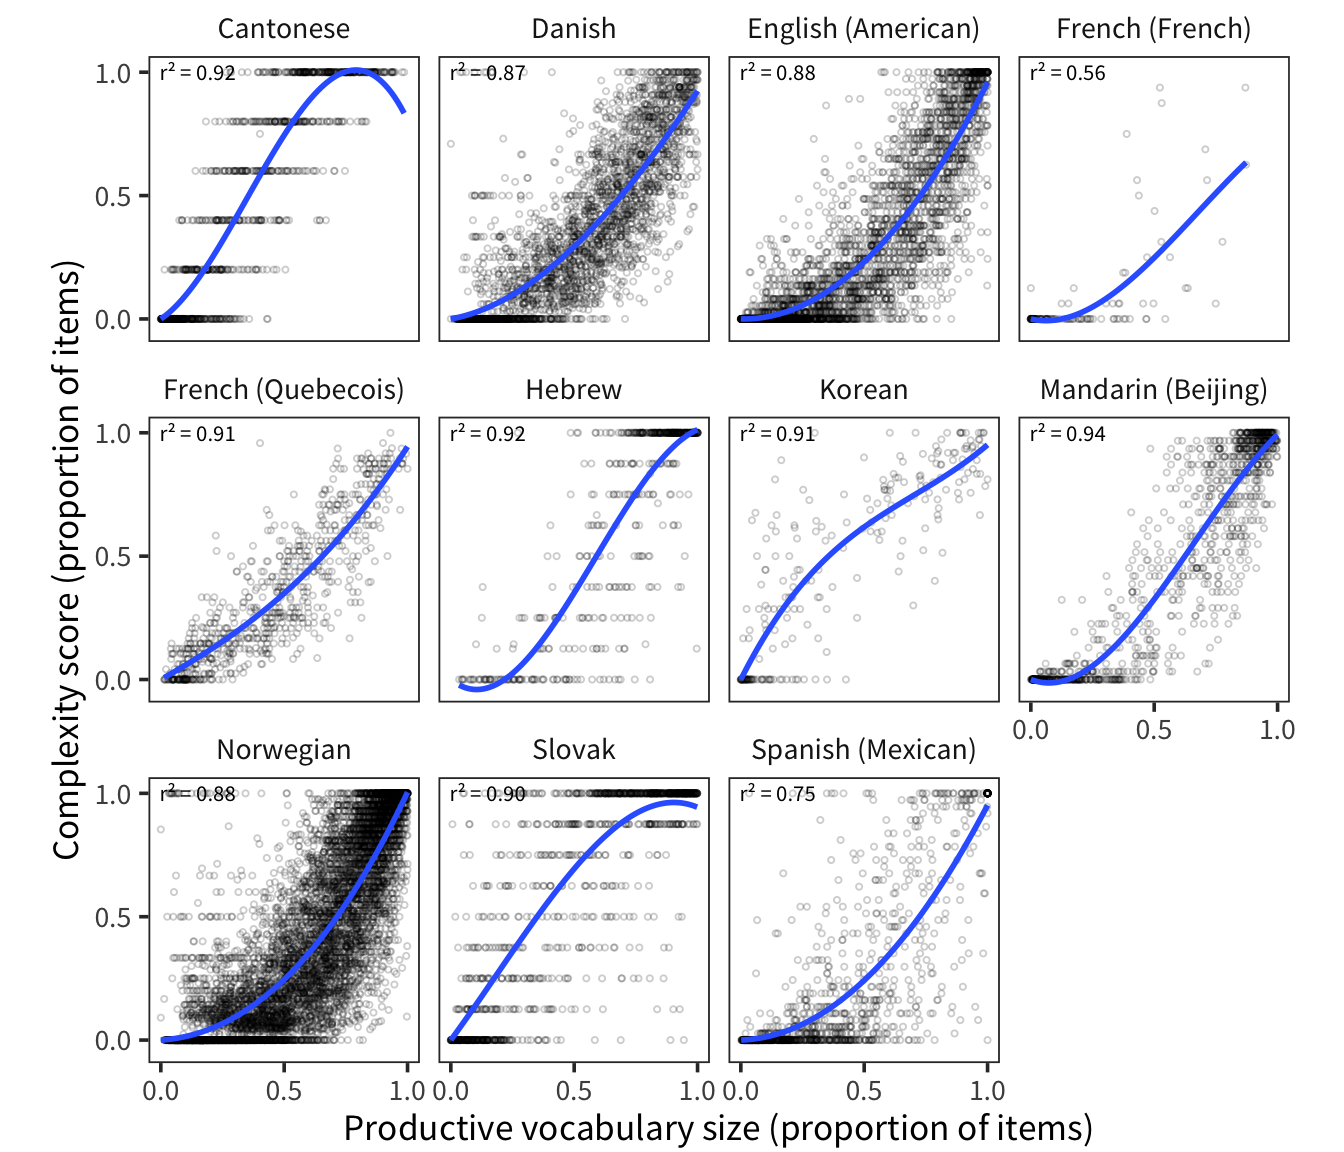 Cantonese Danish English (American) French (French)
r² = 0.92 r² = 0.87 r² = 0.88 r² = 0.56
1.0
0.5
0.0
French (Quebecois) Hebrew Korean Mandarin (Beijing)
r² = 0.91 r² = 0.92 r² = 0.91 r² = 0.94
1.0
0.5
0.0
0.0 0.5 1.0
Norwegian Slovak Spanish (Mexican)
r² = 0.88 r² = 0.90 r² = 0.75
1.0
0.5
0.0
0.0 0.5 1.0 0.0 0.5 1.0 0.0 0.5 1.0
Productive vocabulary size (proportion of items)
Complexity score (proportion of items)